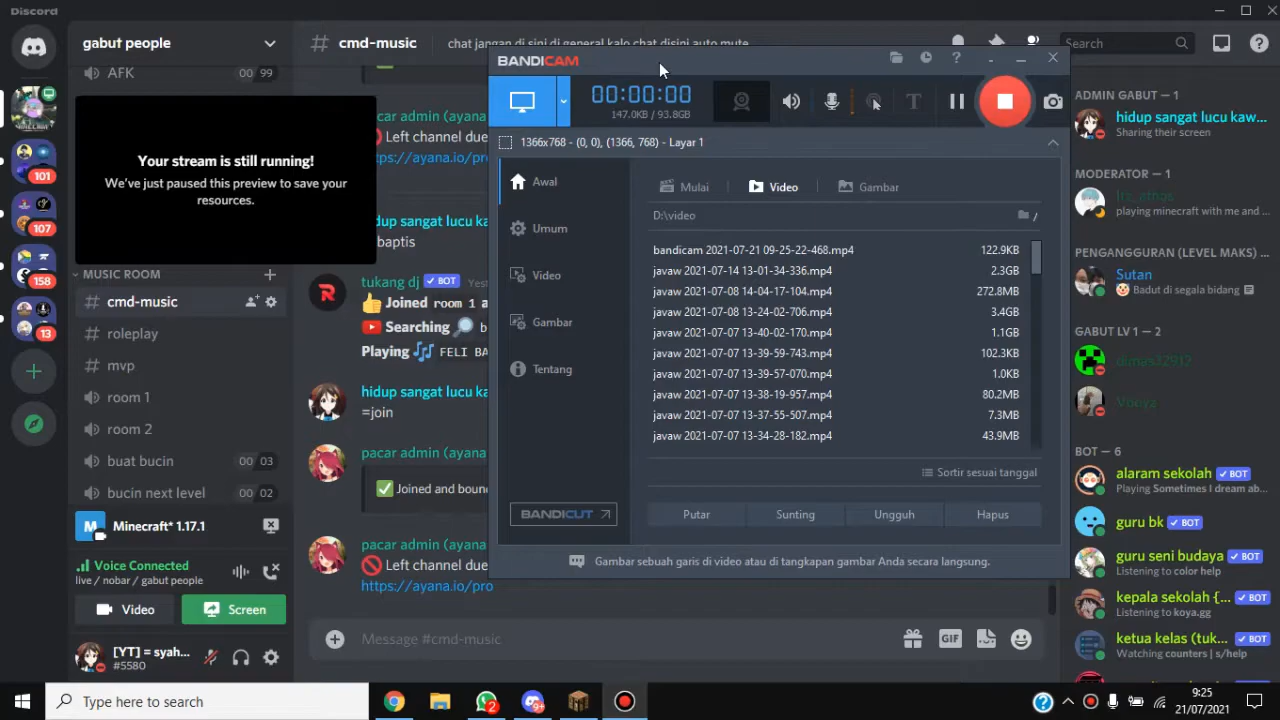 Discord
gabut people
# cmd-music
chat jangan di sini di general kalo chat disini auto mute
Search
AFK
00 99
Your stream is still running!
We've just paused this preview to save your
resources.
101
107
158
13
MUSIC ROOM
# cmd-music
# roleplay
# mvp
room 1
room 2
buat bucin
00 03
bucin next level
00 02
Minecraft* 1.17.1
Voice Connected
live / nobar / gabut people
Video
Screen
[YT] = syah...
#5580
pacar admin (ayana
Left channel due
https://ayana.io/pro
hidup sangat lucu ka
baptis
tukang dj BOT
Joined room 1 a
Searching
Playing FELI BA
hidup sangat lucu ka
=join
pacar admin (ayana
Joined and boun
pacar admin (ayana
Left channel due
https://ayana.io/pro
Message #cmd-music
GIF
BANDICAM
00:00:00
147.0KB / 93.8GB
1366x768 - (0, 0), (1366, 768) - Layar 1
Awal
Umum
Video
Gambar
Tentang
BANDICUT
Mulai
Video
Gambar
D:\video
bandicam 2021-07-21 09-25-22-468.mp4 122.9KB
javaw 2021-07-14 13-01-34-336.mp4 2.3GB
javaw 2021-07-08 14-04-17-104.mp4 272.8MB
javaw 2021-07-08 13-24-02-706.mp4 3.4GB
javaw 2021-07-07 13-40-02-170.mp4 1.1GB
javaw 2021-07-07 13-39-59-743.mp4 102.3KB
javaw 2021-07-07 13-39-57-070.mp4 1.0KB
javaw 2021-07-07 13-38-19-957.mp4 80.2MB
javaw 2021-07-07 13-37-55-507.mp4 7.3MB
javaw 2021-07-07 13-34-28-182.mp4 43.9MB
Sortir sesuai tanggal
Putar
Sunting
Ungguh
Hapus
Gambar sebuah garis di video atau di tangkapan gambar Anda secara langsung.
ADMIN GABUT — 1
hidup sangat lucu kaw...
Sharing their screen
MODERATOR — 1
playing minecraft with me and ...
PENGANGGURAN (LEVEL MAKS) ...
Sutan
Badut di segala bidang
GABUT LV 1 — 2
dimas32912
Vooya
BOT — 6
alaram sekolah BOT
Playing Sometimes I dream ab...
guru bk BOT
guru seni budaya BOT
Listening to color help
kepala sekolah {... BOT
Listening to koya.gg
ketua kelas (tuk... BOT
Watching counters | s/help
Type here to search
2
9+
9:25
21/07/2021